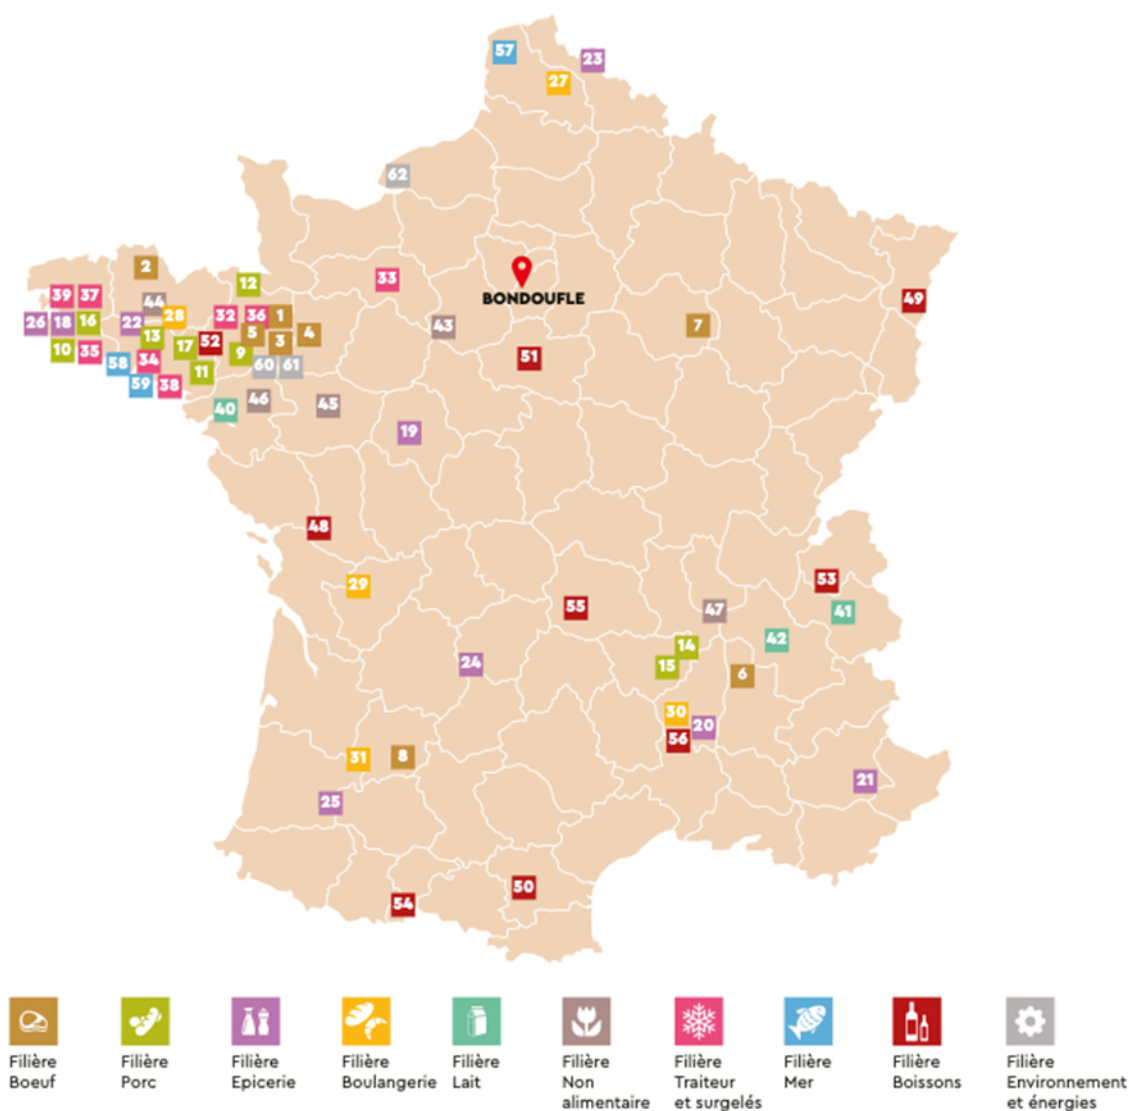 57
23
27
62
2
12
33
39 37
44
49
26 18 16 22 28 32 36 1
BONDOUFLE
13 5 4 43 7
10 35 17 52 9 3
58 34 60 61 51
59 38 11
40 46 45
19
48
29
53
55 47 41
42
14
24 15
6
30
20
56
31 8
21
25
50
54
Filière
Boeuf
Filière
Porc
Filière
Epicerie
Filière
Boulangerie
Filière
Lait
Filière
Non
alimentaire
Filière
Traiteur
et surgelés
Filière
Mer
Filière
Boissons
Filière
Environnement
et énergies